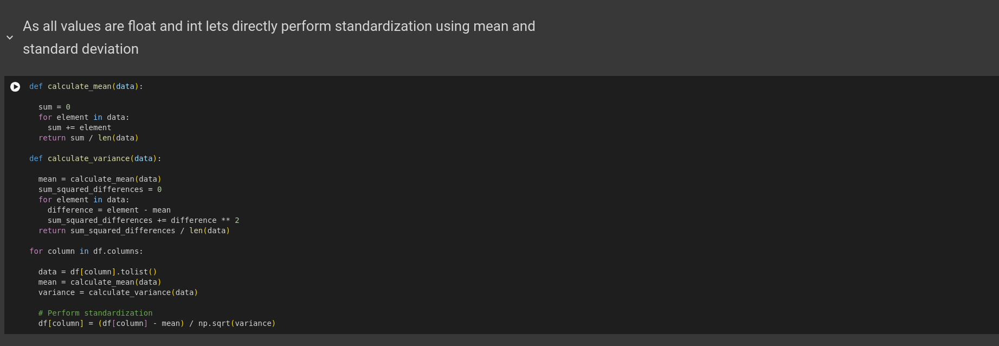 As all values are float and int lets directly perform standardization using mean and
standard deviation
def calculate_mean(data):
  sum = 0
  for element in data:
    sum += element
  return sum / len(data)
def calculate_variance(data):
  mean = calculate_mean(data)
  sum_squared_differences = 0
  for element in data:
    difference = element - mean
    sum_squared_differences += difference ** 2
  return sum_squared_differences / len(data)
for column in df.columns:
  data = df[column].tolist()
  mean = calculate_mean(data)
  variance = calculate_variance(data)
  # Perform standardization
  df[column] = (df[column] - mean) / np.sqrt(variance)